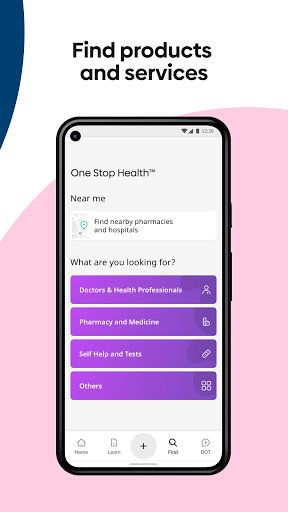 Find products
and services
12:30
One Stop Health™
Near me
Find nearby pharmacies
and hospitals
What are you looking for?
Doctors & Health Professionals
Pharmacy and Medicine
Self Help and Tests
Others
Home
Learn
+
Find
DOT